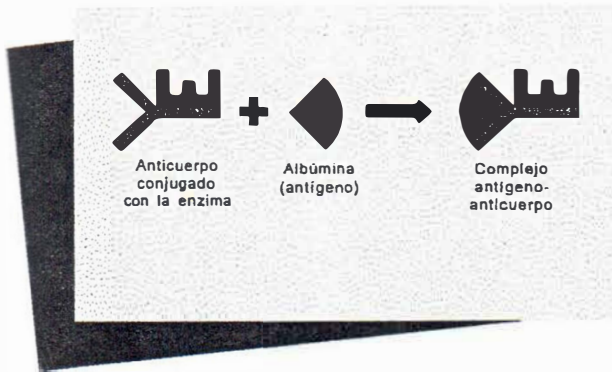 Anticuerpo
conjugado
con la enzima
Albúmina
(antígeno)
Complejo
antígeno-
anticuerpo